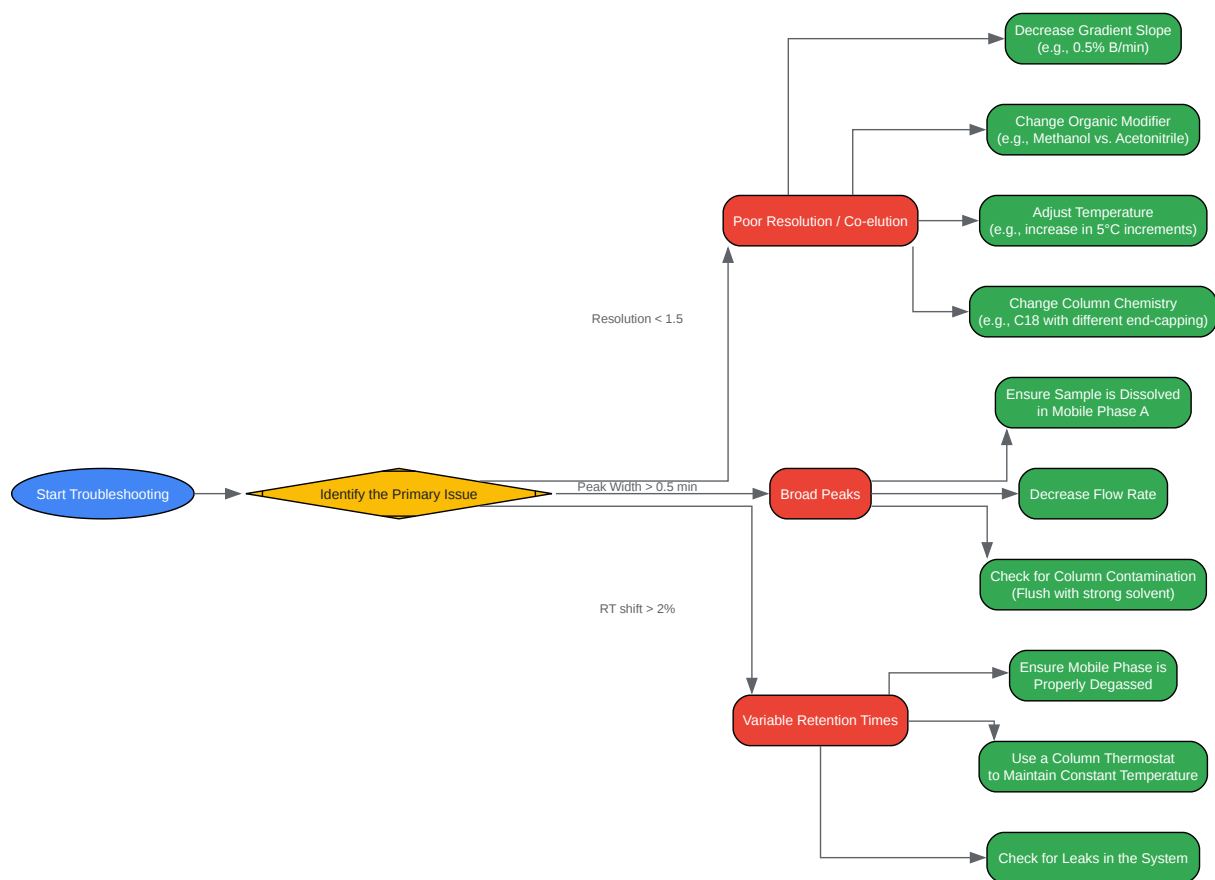 Start Troubleshooting
Identify the Primary Issue
Resolution < 1.5
Peak Width > 0.5 min
RT shift > 2%
Poor Resolution / Co-elution
Decrease Gradient Slope
(e.g., 0.5% B/min)
Change Organic Modifier
(e.g., Methanol vs. Acetonitrile)
Adjust Temperature
(e.g., increase in 5°C increments)
Change Column Chemistry
(e.g., C18 with different end-capping)
Broad Peaks
Ensure Sample is Dissolved
in Mobile Phase A
Decrease Flow Rate
Check for Column Contamination
(Flush with strong solvent)
Variable Retention Times
Ensure Mobile Phase is
Properly Degassed
Use a Column Thermostat
to Maintain Constant Temperature
Check for Leaks in the System